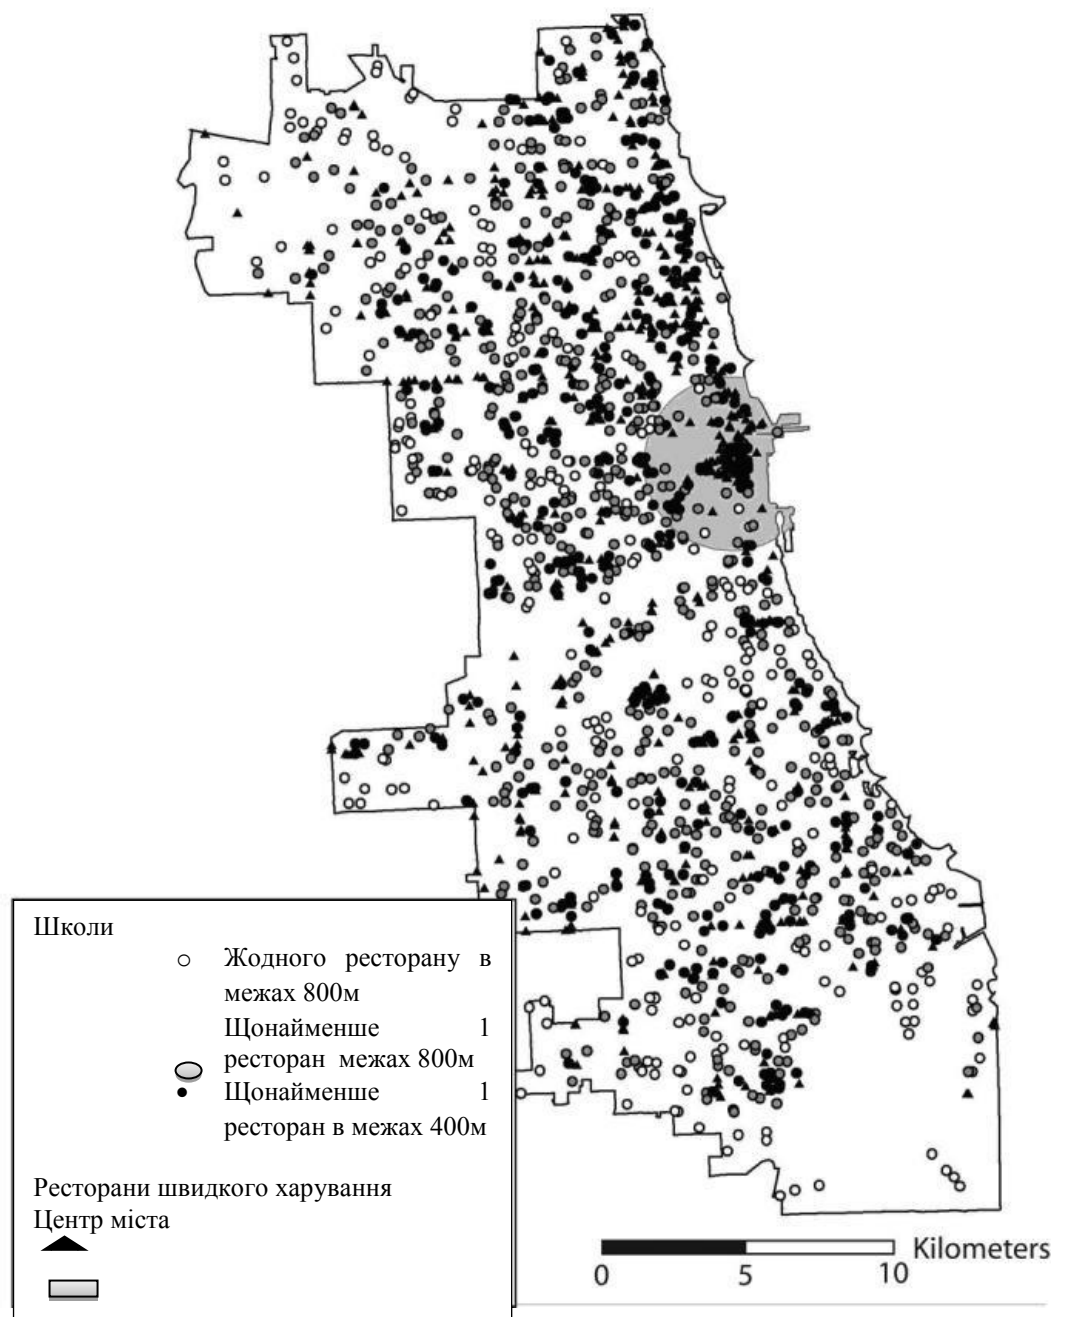 Школи
Жодного ресторану в
межах 800м
Щонайменше 1
ресторан межах 800м
Щонайменше 1
ресторан в межах 400м
Ресторани швидкого харування
Центр міста
Kilometers
0 5 10